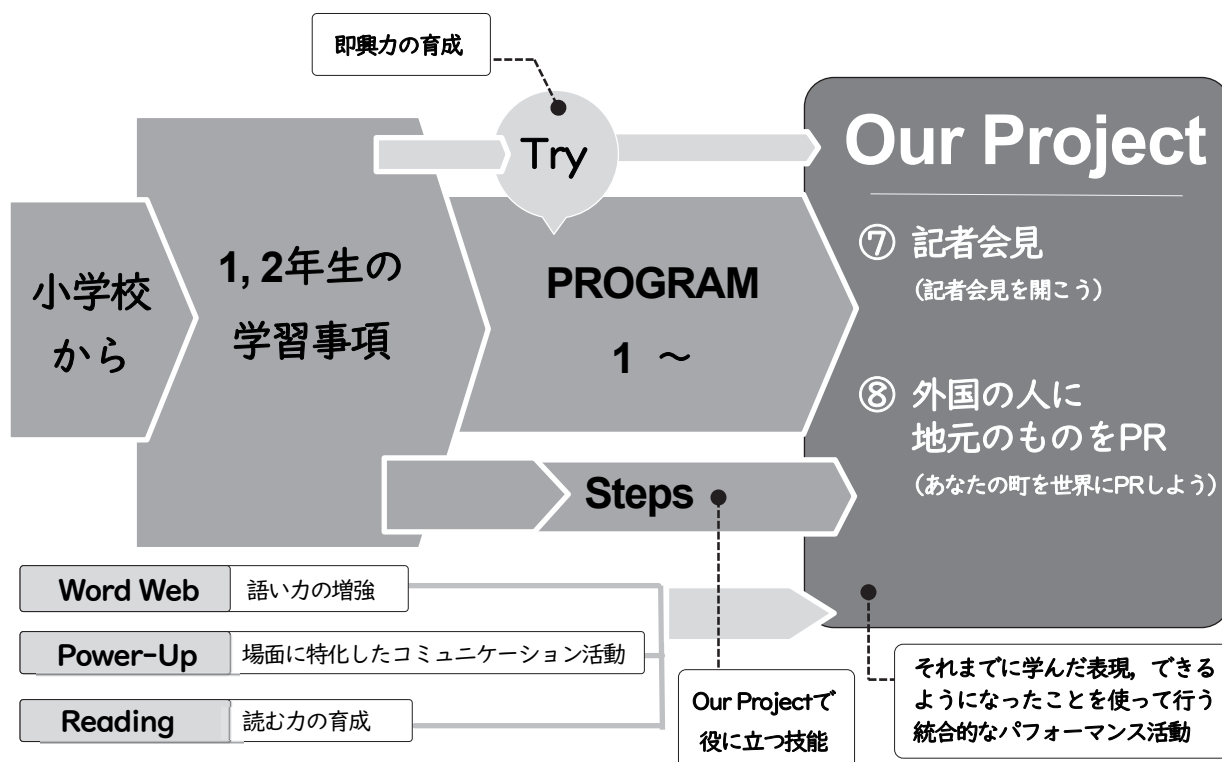 即興力の育成
Try
Our Project
小学校
から
1, 2年生の
学習事項
PROGRAM
1 ～
⑦ 記者会見
（記者会見を開こう）
⑧ 外国の人に
地元のものをPR
（あなたの町を世界にPRしよう）
Steps
Word Web 語い力の増強
Power-Up 場面に特化したコミュニケーション活動
Reading 読む力の育成
Our Projectで
役に立つ技能
それまでに学んだ表現，できる
ようになったことを使って行う
統合的なパフォーマンス活動